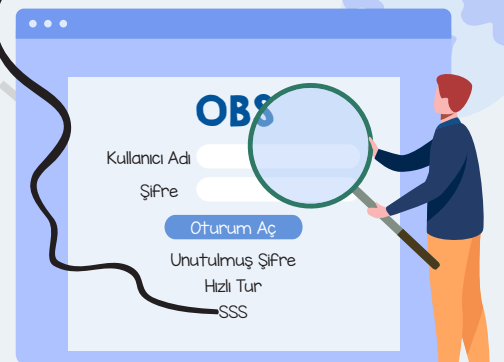 OBS
Kullanıcı Adı
Şifre
Oturum Aç
Unutulmuş Şifre
Hızlı Tur
SSS